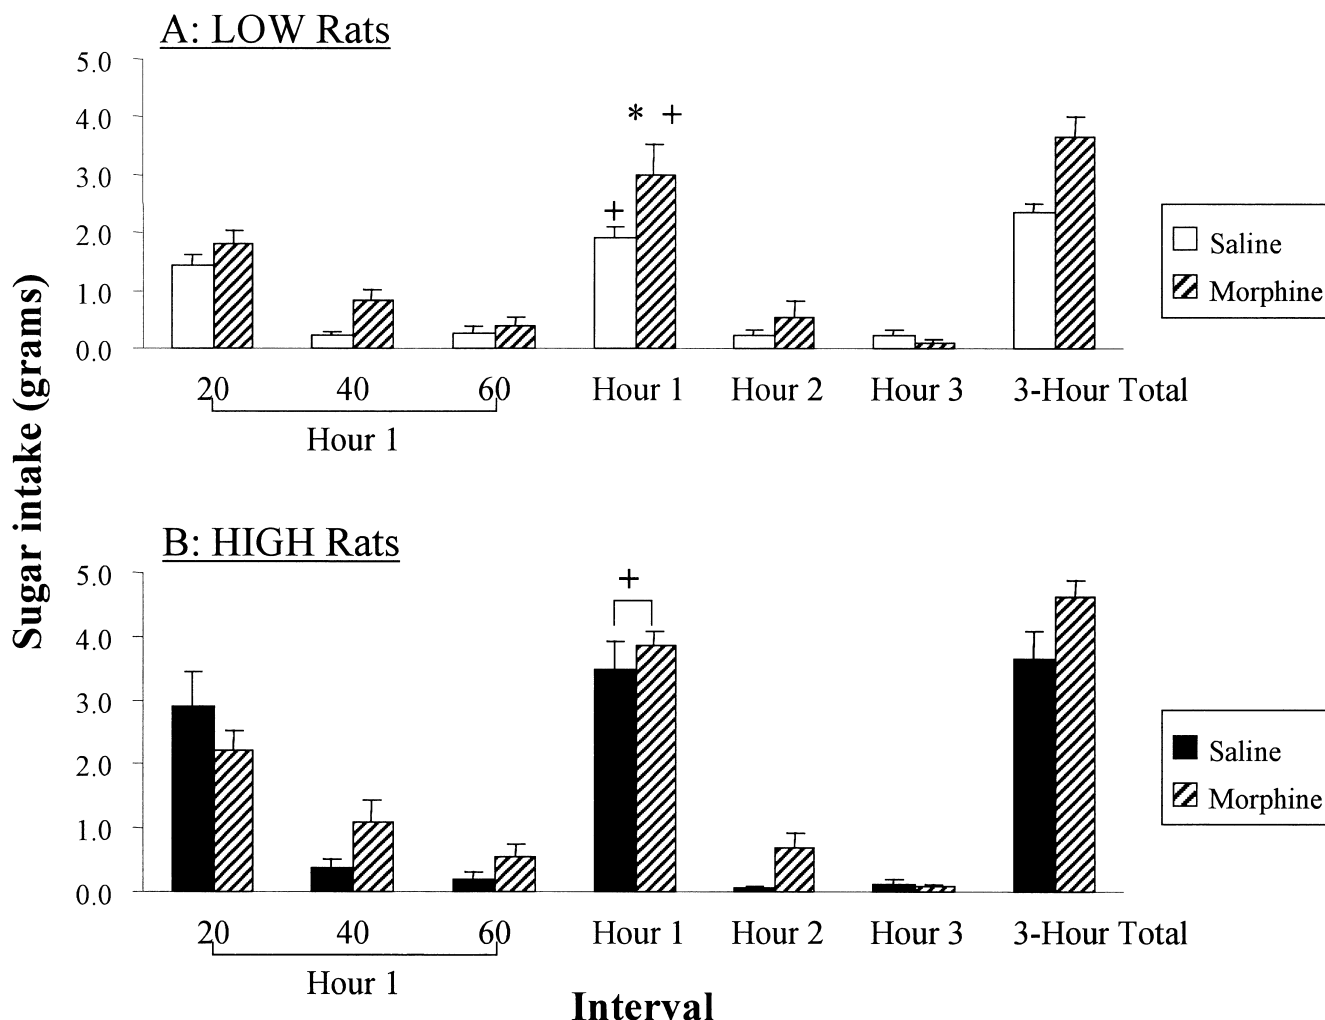 A: LOW Rats
5.0
4.0
3.0
2.0
1.0
0.0
* +
+
20 40 60 Hour 1 Hour 2 Hour 3 3-Hour Total
Hour 1
Saline
Morphine
Sugar intake (grams)
B: HIGH Rats
5.0
4.0
3.0
2.0
1.0
0.0
+
20 40 60 Hour 1 Hour 2 Hour 3 3-Hour Total
Hour 1
Saline
Morphine
Interval